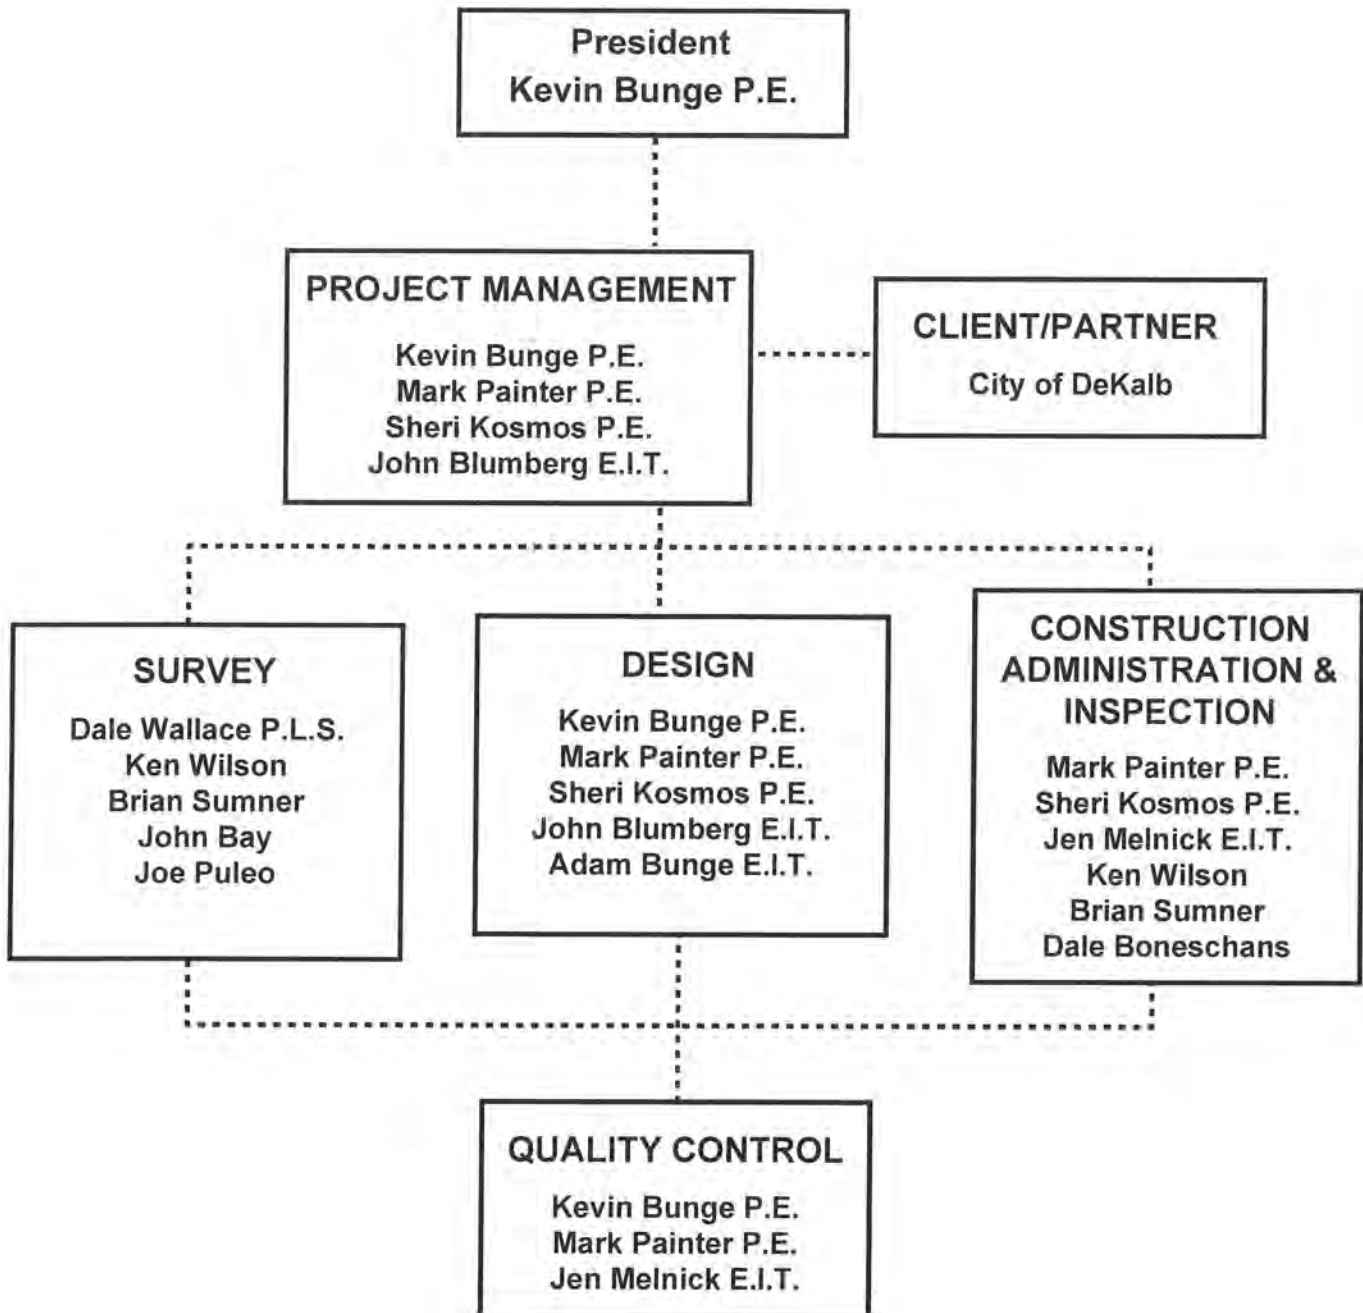 President
Kevin Bunge P.E.
PROJECT MANAGEMENT
Kevin Bunge P.E.
Mark Painter P.E.
Sheri Kosmos P.E.
John Blumberg E.I.T.
CLIENT/PARTNER
City of DeKalb
SURVEY
Dale Wallace P.L.S.
Ken Wilson
Brian Sumner
John Bay
Joe Puleo
DESIGN
Kevin Bunge P.E.
Mark Painter P.E.
Sheri Kosmos P.E.
John Blumberg E.I.T.
Adam Bunge E.I.T.
CONSTRUCTION
ADMINISTRATION &
INSPECTION
Mark Painter P.E.
Sheri Kosmos P.E.
Jen Melnick E.I.T.
Ken Wilson
Brian Sumner
Dale Boneschans
QUALITY CONTROL
Kevin Bunge P.E.
Mark Painter P.E.
Jen Melnick E.I.T.